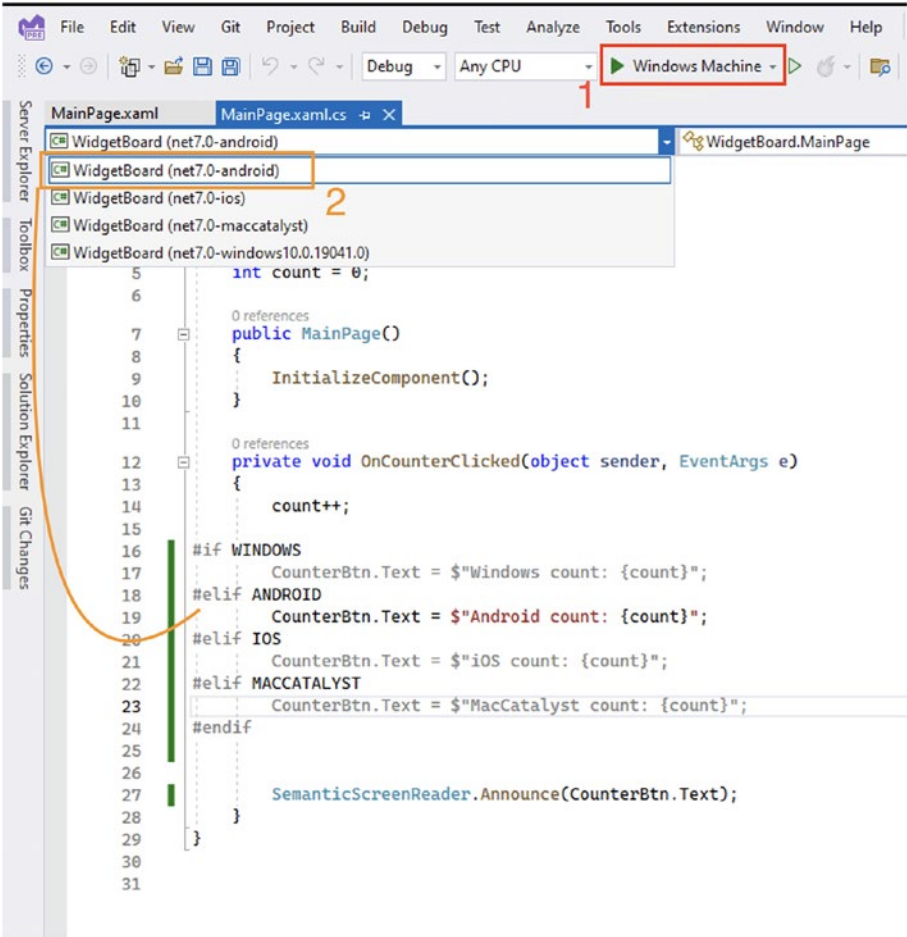 File Edit View Git Project Build Debug Test Analyze Tools Extensions Window Help
PRE
Debug Any CPU Windows Machine
1
MainPage.xaml MainPage.xaml.cs
WidgetBoard (net7.0-android) WidgetBoard.MainPage
WidgetBoard (net7.0-android)
2
WidgetBoard (net7.0-ios)
WidgetBoard (net7.0-maccatalyst)
WidgetBoard (net7.0-windows10.0.19041.0)
Server Explorer
Toolbox
Properties
Solution Explorer
Git Changes
5 int count = 0;
6
0 references
7 public MainPage()
8 {
9 InitializeComponent();
10 }
11
0 references
12 private void OnCounterClicked(object sender, EventArgs e)
13 {
14 count++;
15
16 #if WINDOWS
17 CounterBtn.Text = $"Windows count: {count}";
18 #elif ANDROID
19 CounterBtn.Text = $"Android count: {count}";
20 #elif IOS
21 CounterBtn.Text = $"iOS count: {count}";
22 #elif MACCATALYST
23 CounterBtn.Text = $"MacCatalyst count: {count}";
24 #endif
25
26
27 SemanticScreenReader.Announce(CounterBtn.Text);
28 }
29 }
30
31